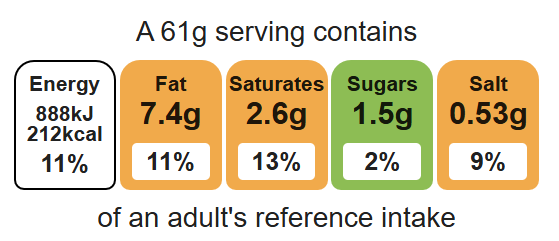 A 61g serving contains
Energy
888kJ
212kcal
11%
Fat
7.4g
11%
Saturates
2.6g
13%
Sugars
1.5g
2%
Salt
0.53g
9%
of an adult's reference intake